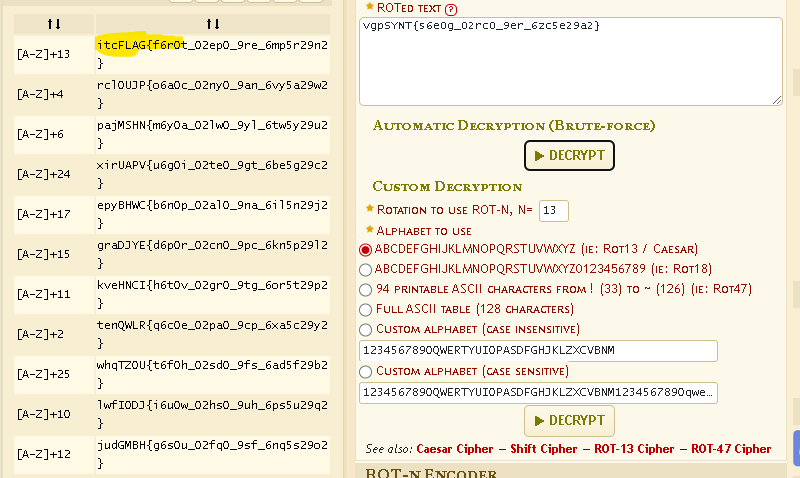 ↑↓ ↑↓
[A-Z]+13 itcFLAG{f6r0t_02ep0_9re_6mp5r29n2
}
[A-Z]+4 rclOUJP{o6a0c_02ny0_9an_6vy5a29w2
}
[A-Z]+6 pajMSHN{m6y0a_02lw0_9yl_6tw5y29u2
}
[A-Z]+24 xirUAPV{u6g0i_02te0_9gt_6be5g29c2
}
[A-Z]+17 epyBHWC{b6n0p_02al0_9na_6il5n29j2
}
[A-Z]+15 graDJYE{d6p0r_02cn0_9pc_6kn5p29l2
}
[A-Z]+11 kveHNCI{h6t0v_02gr0_9tg_6or5t29p2
}
[A-Z]+2 tenQWLR{q6c0e_02pa0_9cp_6xa5c29y2
}
[A-Z]+25 whqTZOU{t6f0h_02sd0_9fs_6ad5f29b2
}
[A-Z]+10 lwfIODJ{i6u0w_02hs0_9uh_6ps5u29q2
}
[A-Z]+12 judGMBH{g6s0u_02fq0_9sf_6nq5s29o2
}
★ ROTed text ?
vgpSYNT{s6e0g_02rc0_9er_6zc5e29a2}
Automatic Decryption (Brute-force)
▶ DECRYPT
Custom Decryption
★ Rotation to use ROT-N, N= 13
★ Alphabet to use
ABCDEFGHIJKLMNOPQRSTUVWXYZ (ie: Rot13 / Caesar)
ABCDEFGHIJKLMNOPQRSTUVWXYZ0123456789 (ie: Rot18)
94 printable ASCII characters from ! (33) to ~ (126) (ie: Rot47)
Full ASCII table (128 characters)
Custom alphabet (case insensitive)
1234567890QWERTYUIOPASDFGHJKLZXCVBNM
Custom alphabet (case sensitive)
1234567890QWERTYUIOPASDFGHJKLZXCVBNM1234567890qwe...
▶ DECRYPT
See also: Caesar Cipher – Shift Cipher – ROT-13 Cipher – ROT-47 Cipher
ROT-N Encoder